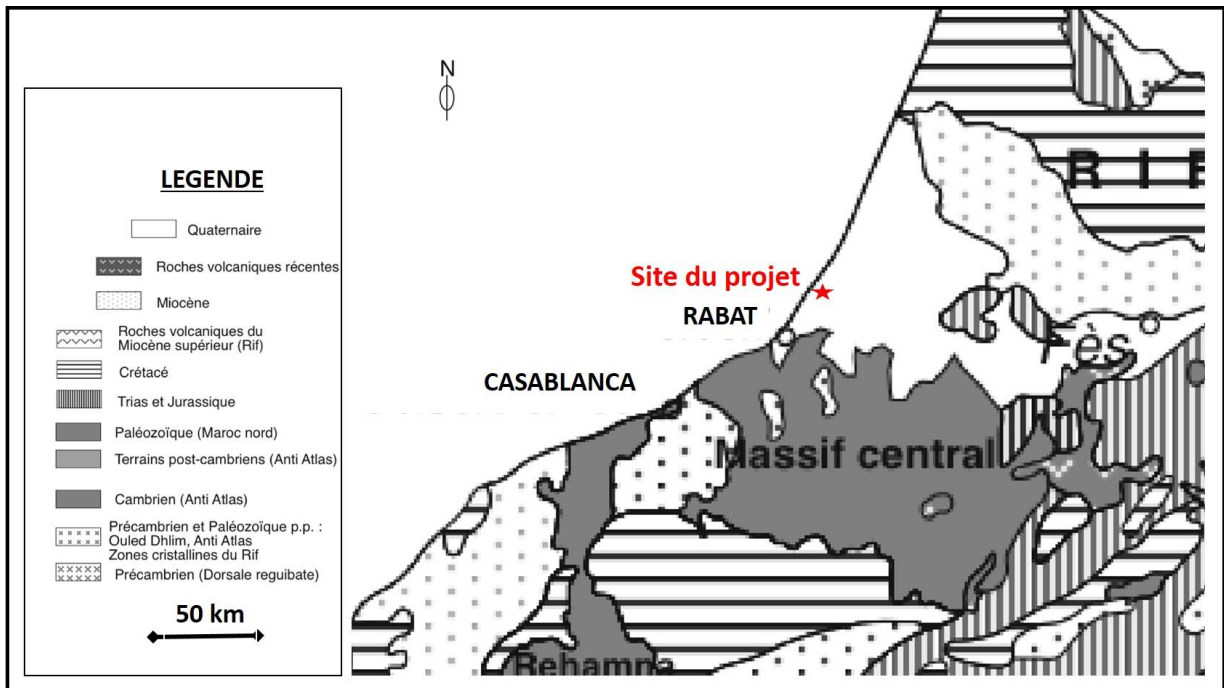 N
LEGENDE
Quaternaire
Roches volcaniques récentes
Miocène
Roches volcaniques du
Miocène supérieur (Rif)
Crétacé
Trias et Jurassique
Paléozoïque (Maroc nord)
Terrains post-cambriens (Anti Atlas)
Cambrien (Anti Atlas)
Précambrien et Paléozoïque p.p. :
Ouled Dhlim, Anti Atlas
Zones cristallines du Rif
Précambrien (Dorsale reguibate)
50 km
RIF
Site du projet
RABAT
Fès
CASABLANCA
Massif central
Rehamna